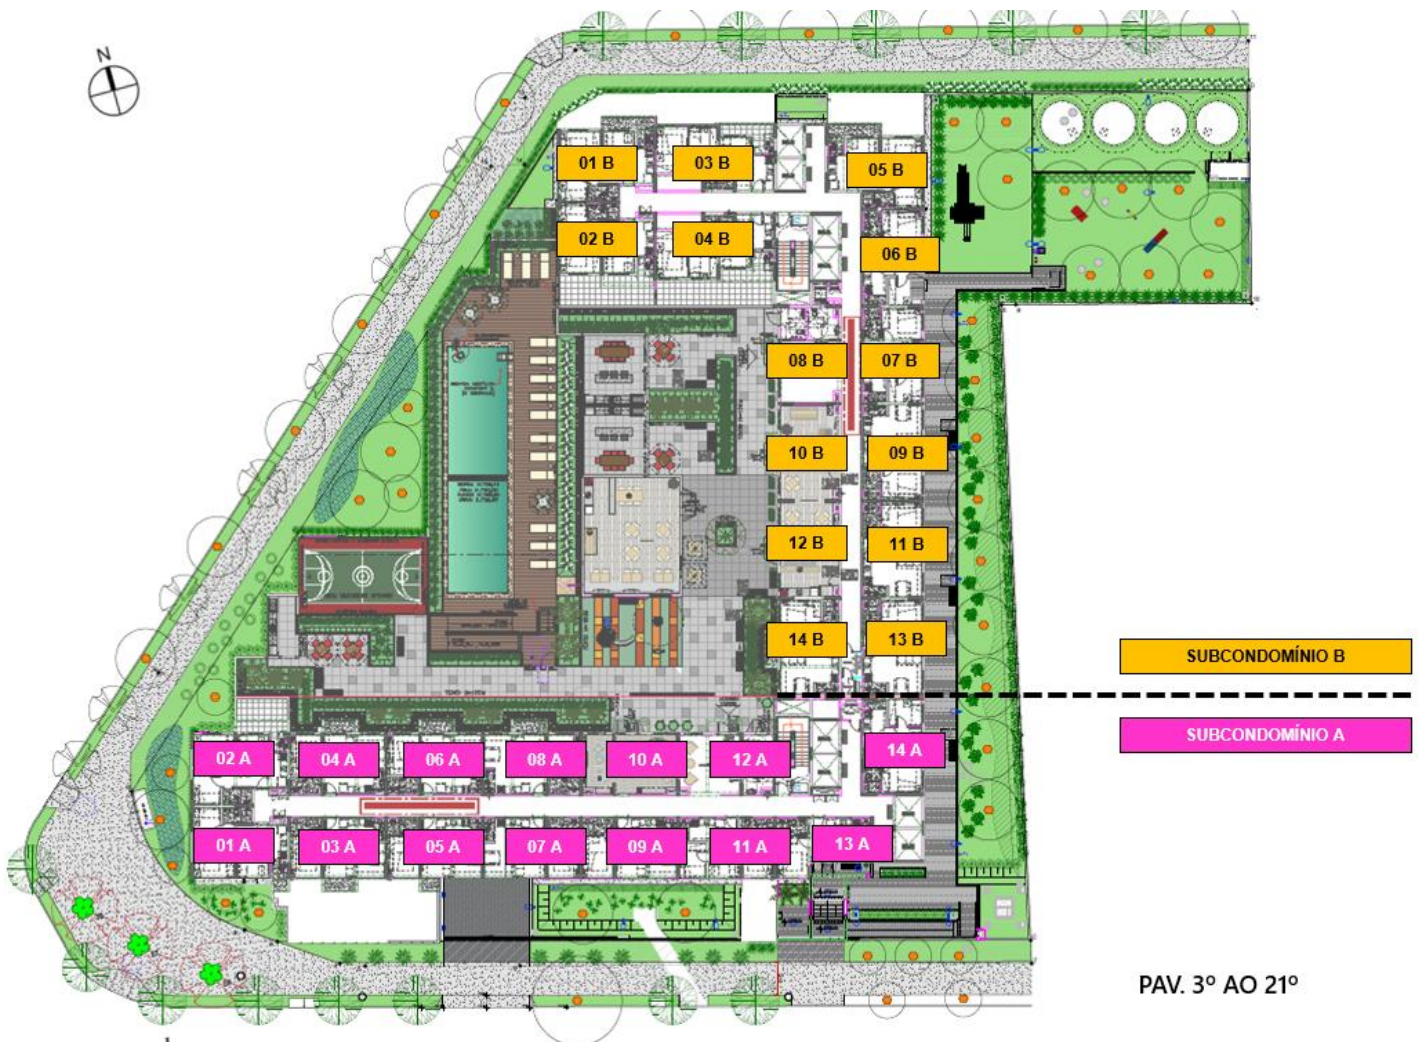 N
01 B
03 B
05 B
02 B
04 B
06 B
08 B
07 B
10 B
09 B
12 B
11 B
14 B
13 B
SUBCONDOMÍNIO B
SUBCONDOMÍNIO A
02 A
04 A
06 A
08 A
10 A
12 A
14 A
01 A
03 A
05 A
07 A
09 A
11 A
13 A
PAV. 3º AO 21º